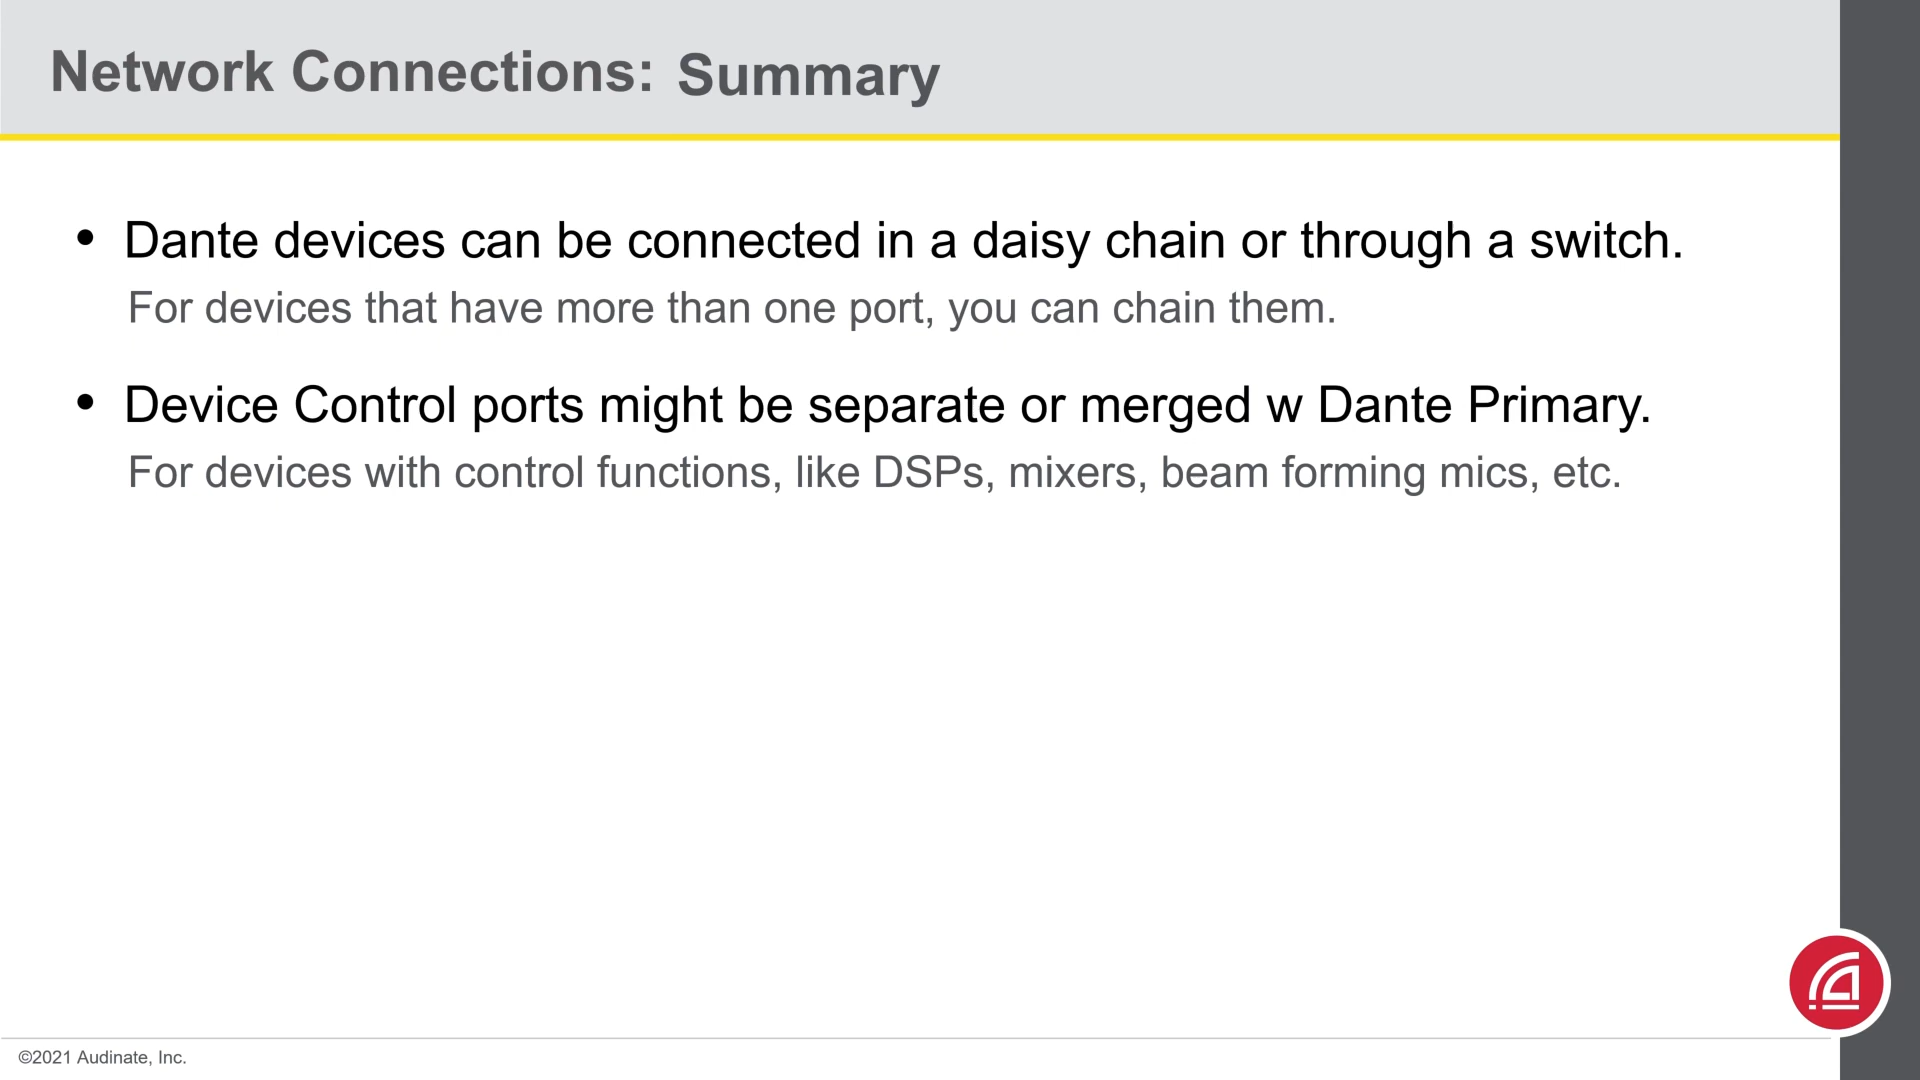 Network Connections: Summary
• Dante devices can be connected in a daisy chain or through a switch.
For devices that have more than one port, you can chain them.
• Device Control ports might be separate or merged w Dante Primary.
For devices with control functions, like DSPs, mixers, beam forming mics, etc.
©2021 Audinate, Inc.